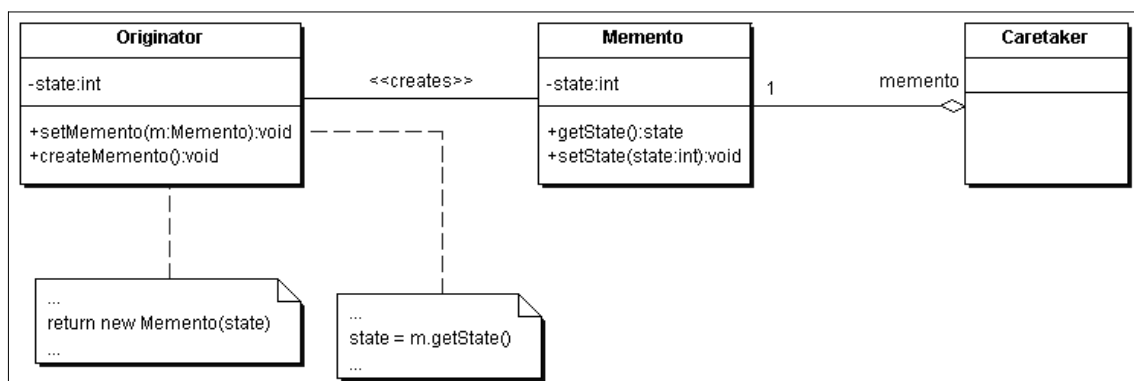 Originator
-state:int
+setMemento(m:Memento):void
+createMemento():void
<<creates>>
Memento
-state:int
+getState():state
+setState(state:int):void
1
memento
Caretaker
...
return new Memento(state)
...
...
state = m.getState()
...